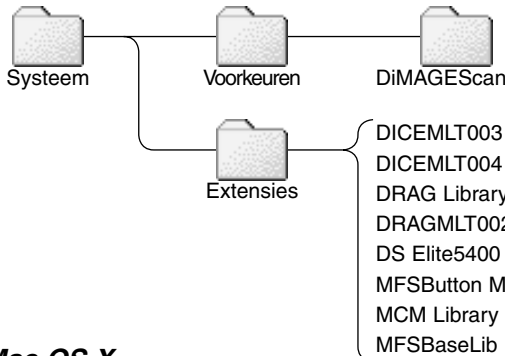 Systeem
Voorkeuren
DiMAGEScan
Extensies
DICEMLT003
DICEMLT004
DRAG Library
DRAGMLT002
DS Elite5400
MFSButton M
MCM Library
MFSBaseLib
Mac OS X